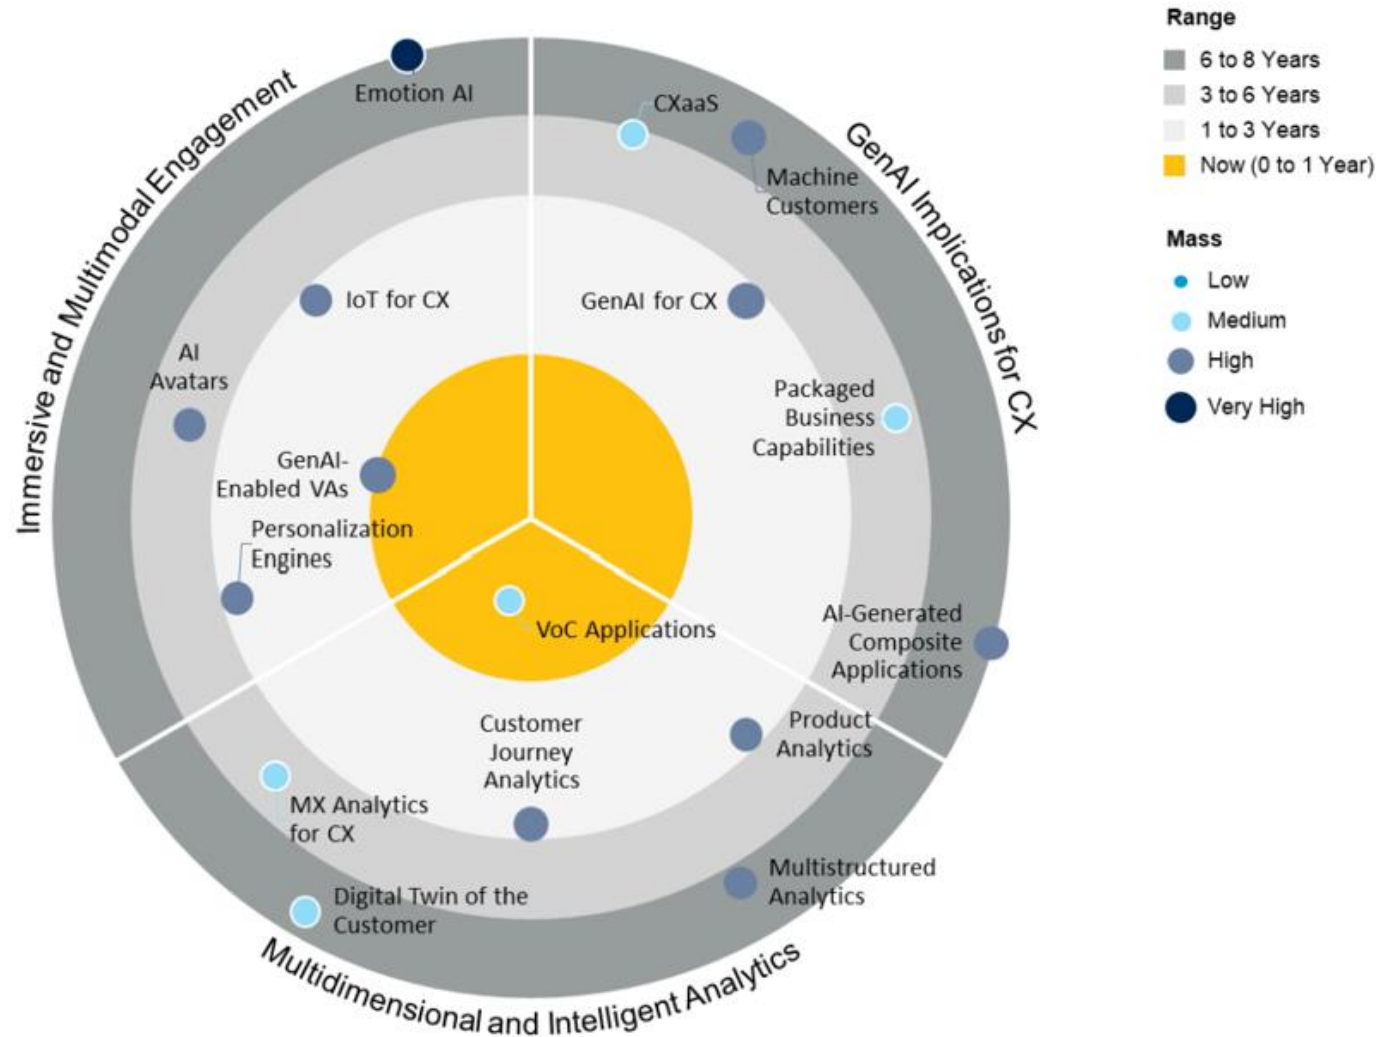 Range
6 to 8 Years
3 to 6 Years
1 to 3 Years
Now (0 to 1 Year)
Mass
Low
Medium
High
Very High
Immersive and Multimodal Engagement
Emotion AI
IoT for CX
AI
Avatars
GenAI-
Enabled VAs
Personalization
Engines
GenAI Implications for CX
CXaaS
Machine
Customers
GenAI for CX
Packaged
Business
Capabilities
AI-Generated
Composite
Applications
Multidimensional and Intelligent Analytics
VoC Applications
Customer
Journey
Analytics
Product
Analytics
MX Analytics
for CX
Digital Twin of the
Customer
Multistructured
Analytics